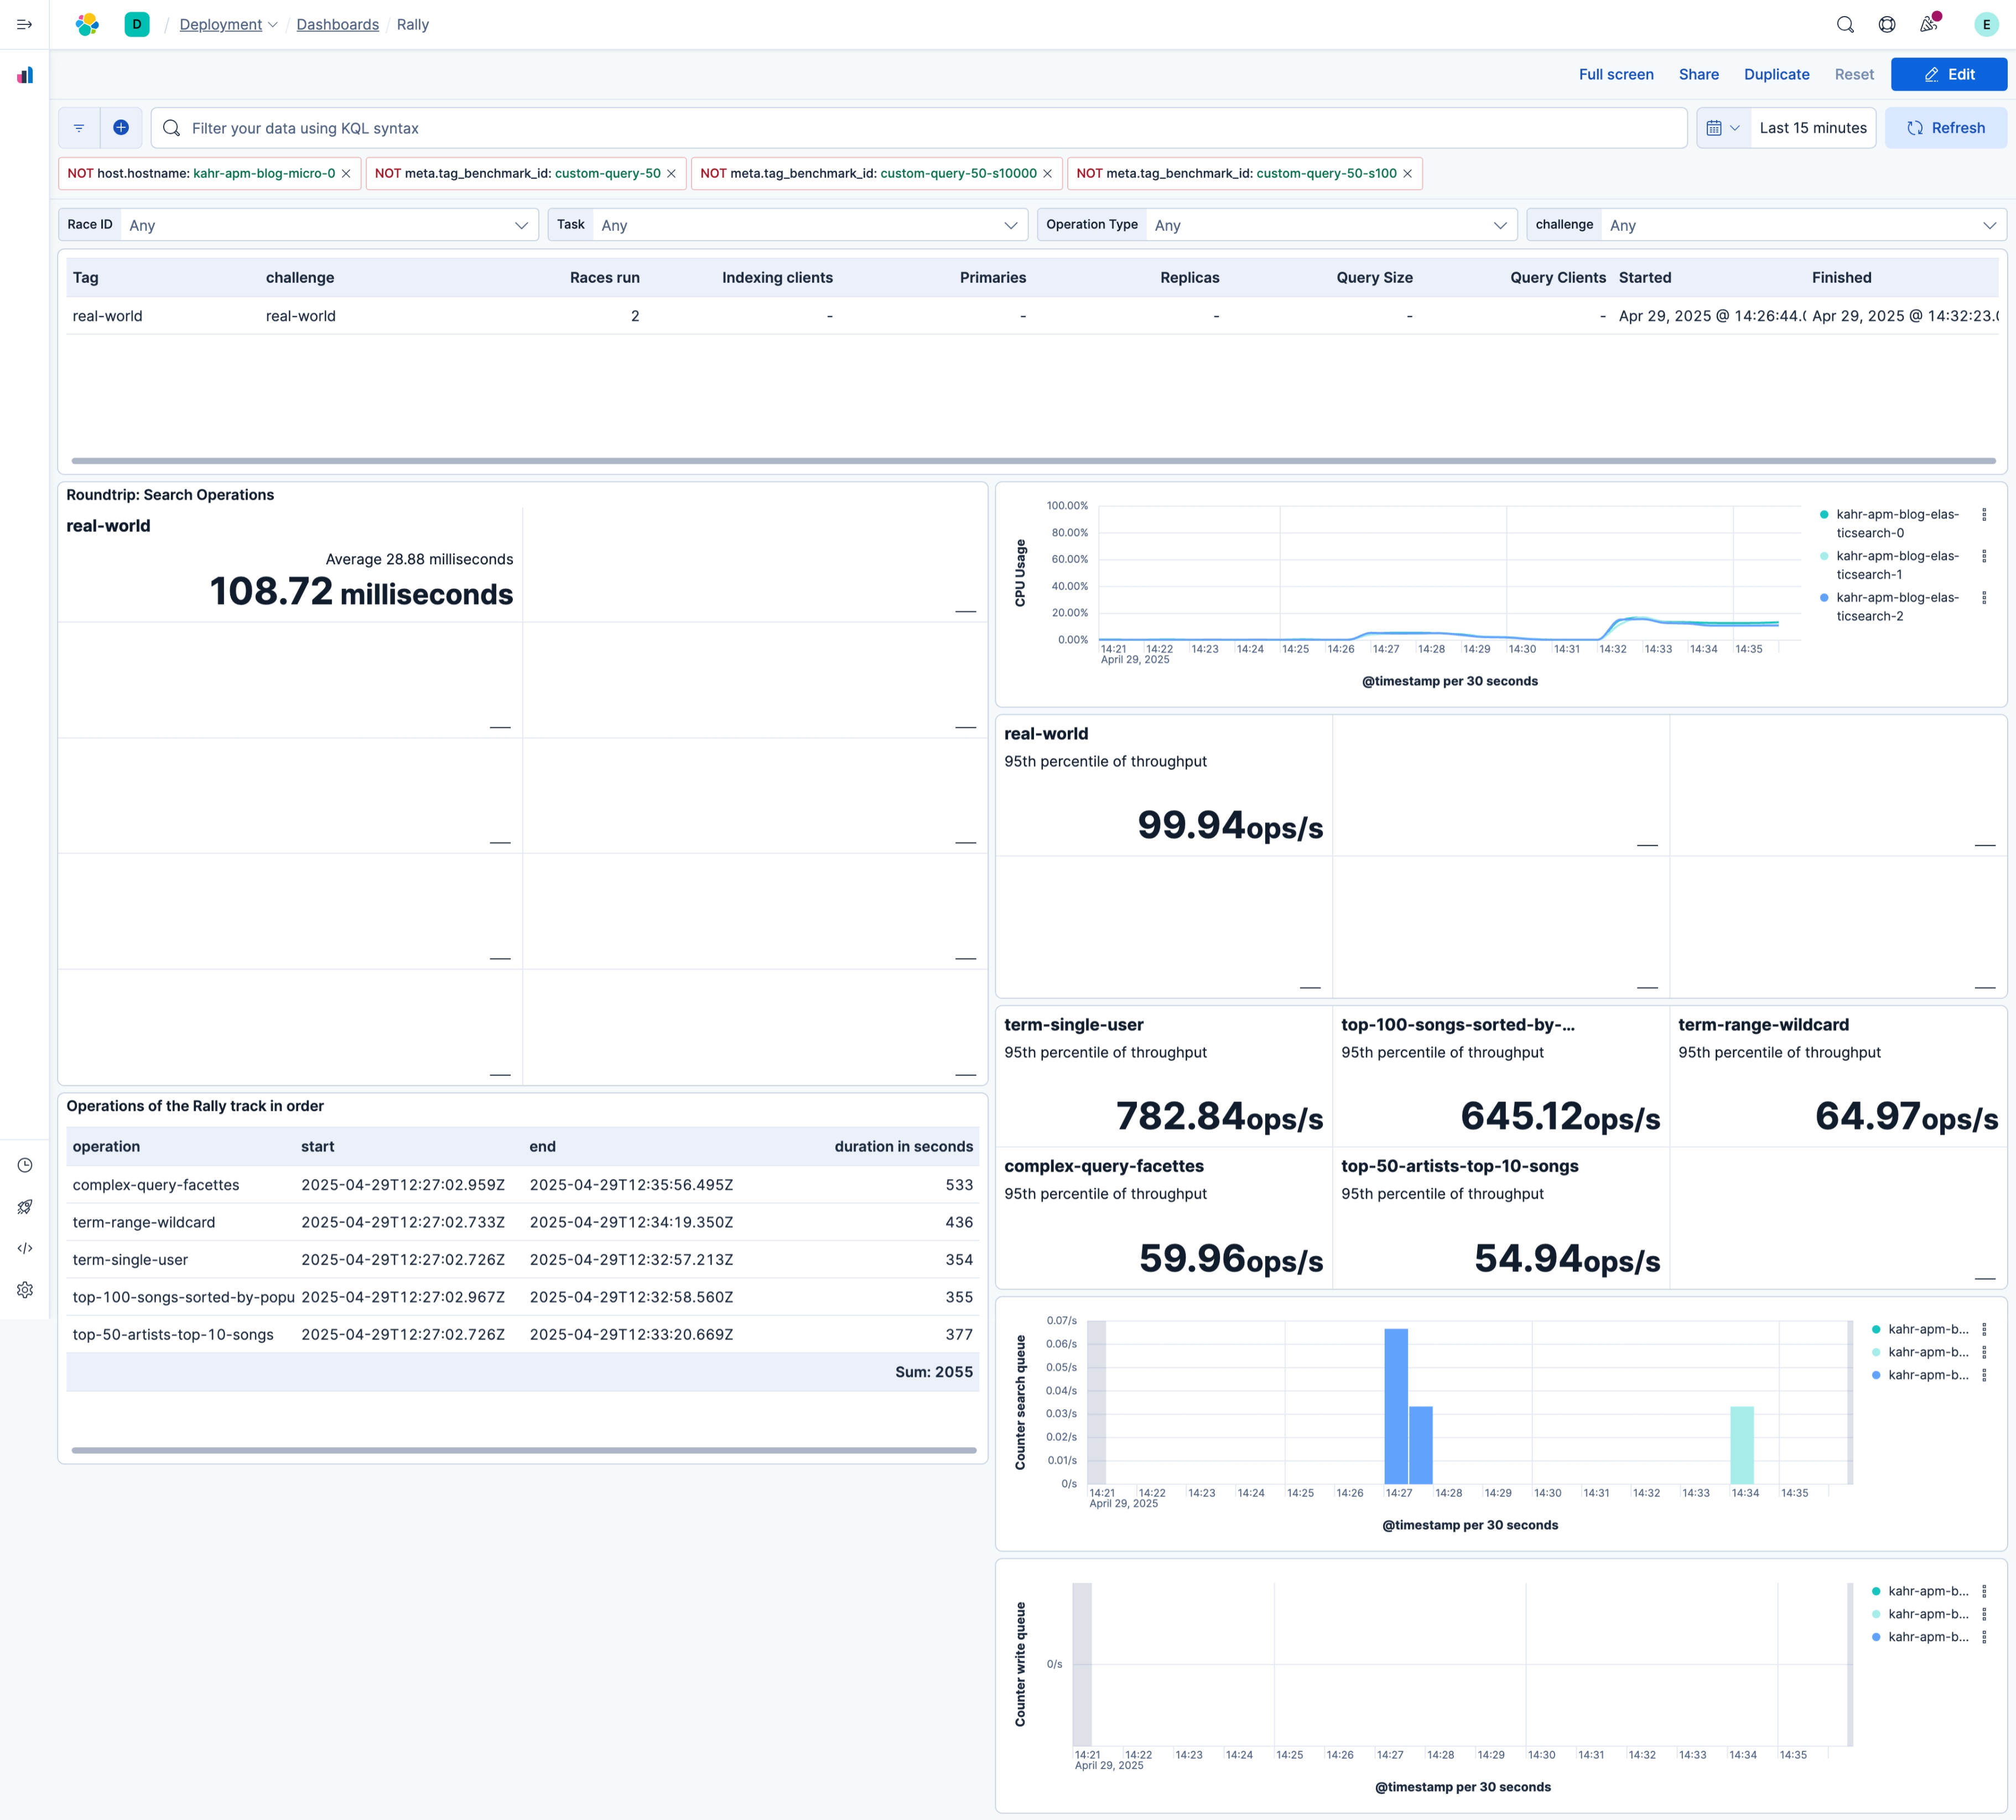 D / Deployment / Dashboards / Rally E
Full screen Share Duplicate Reset Edit
Filter your data using KQL syntax Last 15 minutes Refresh
NOT host.hostname: kahr-apm-blog-micro-0 × NOT meta.tag_benchmark_id: custom-query-50 × NOT meta.tag_benchmark_id: custom-query-50-s10000 × NOT meta.tag_benchmark_id: custom-query-50-s100 ×
Race ID Any Task Any Operation Type Any challenge Any
Tag challenge Races run Indexing clients Primaries Replicas Query Size Query Clients Started Finished
real-world real-world 2 - - - - - Apr 29, 2025 @ 14:26:44.0 Apr 29, 2025 @ 14:32:23.0
Roundtrip: Search Operations
real-world
Average 28.88 milliseconds
108.72 milliseconds
Operations of the Rally track in order
operation start end duration in seconds
complex-query-facettes 2025-04-29T12:27:02.959Z 2025-04-29T12:35:56.495Z 533
term-range-wildcard 2025-04-29T12:27:02.733Z 2025-04-29T12:34:19.350Z 436
term-single-user 2025-04-29T12:27:02.726Z 2025-04-29T12:32:57.213Z 354
top-100-songs-sorted-by-popu 2025-04-29T12:27:02.967Z 2025-04-29T12:32:58.560Z 355
top-50-artists-top-10-songs 2025-04-29T12:27:02.726Z 2025-04-29T12:33:20.669Z 377
Sum: 2055
CPU Usage
100.00%
80.00%
60.00%
40.00%
20.00%
0.00%
14:21 14:22 14:23 14:24 14:25 14:26 14:27 14:28 14:29 14:30 14:31 14:32 14:33 14:34 14:35
April 29, 2025
@timestamp per 30 seconds
kahr-apm-blog-elas-
ticsearch-0
kahr-apm-blog-elas-
ticsearch-1
kahr-apm-blog-elas-
ticsearch-2
real-world
95th percentile of throughput
99.94ops/s
term-single-user
95th percentile of throughput
782.84ops/s
top-100-songs-sorted-by-...
95th percentile of throughput
645.12ops/s
term-range-wildcard
95th percentile of throughput
64.97ops/s
complex-query-facettes
95th percentile of throughput
59.96ops/s
top-50-artists-top-10-songs
95th percentile of throughput
54.94ops/s
Counter search queue
0.07/s
0.06/s
0.05/s
0.04/s
0.03/s
0.02/s
0.01/s
0/s
14:21 14:22 14:23 14:24 14:25 14:26 14:27 14:28 14:29 14:30 14:31 14:32 14:33 14:34 14:35
April 29, 2025
@timestamp per 30 seconds
kahr-apm-b...
kahr-apm-b...
kahr-apm-b...
Counter write queue
0/s
14:21 14:22 14:23 14:24 14:25 14:26 14:27 14:28 14:29 14:30 14:31 14:32 14:33 14:34 14:35
April 29, 2025
@timestamp per 30 seconds
kahr-apm-b...
kahr-apm-b...
kahr-apm-b...